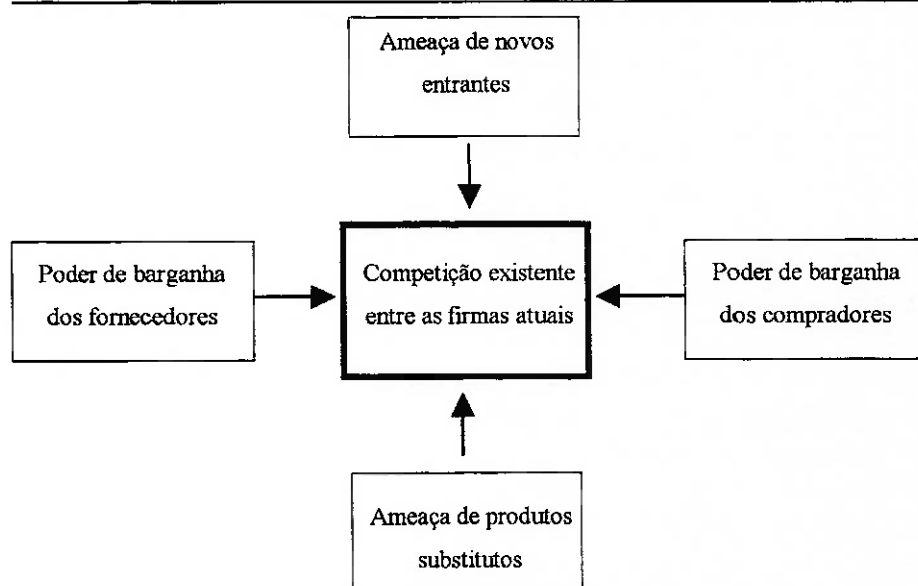 Ameaça de novos
entrantes
Poder de barganha
dos fornecedores
Competição existente
entre as firmas atuais
Poder de barganha
dos compradores
Ameaça de produtos
substitutos